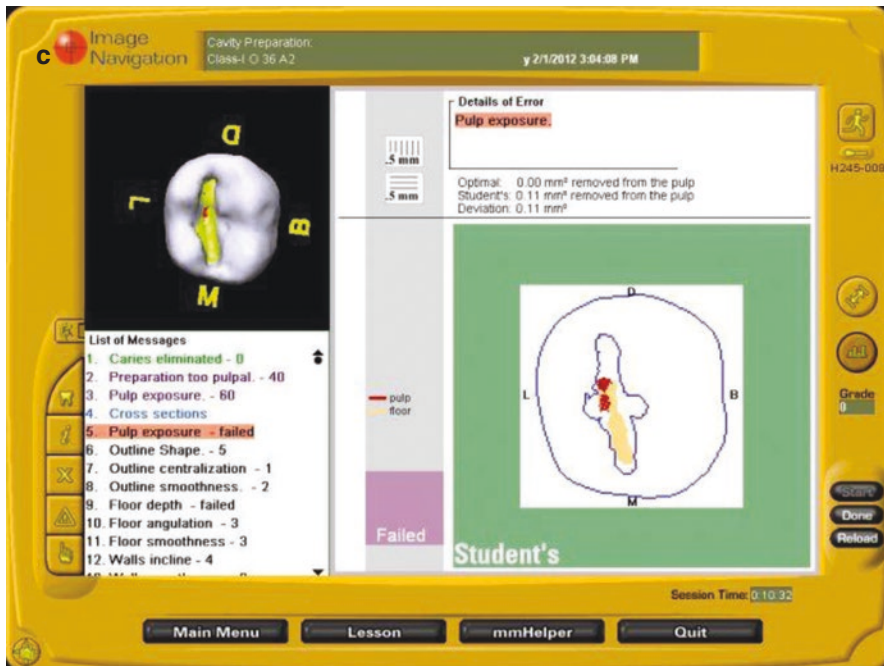 c
Image
Navigation
Cavity Preparation:
Class-I O 36 A2
y 2/1/2012 3:04:08 PM
D
L
B
M
.5 mm
.5 mm
Details of Error
Pulp exposure.
Optimal: 0.00 mm² removed from the pulp
Student's: 0.11 mm² removed from the pulp
Deviation: 0.11 mm²
H245-009
List of Messages
1. Caries eliminated - 0
2. Preparation too pulpal. - 40
3. Pulp exposure. - 60
4. Cross sections
5. Pulp exposure - failed
6. Outline Shape. - 5
7. Outline centralization - 1
8. Outline smoothness. - 2
9. Floor depth - failed
10. Floor angulation - 3
11. Floor smoothness - 3
12. Walls incline - 4
pulp
floor
Failed
D
L
B
M
Student's
Grade
0
Start
Done
Reload
Session Time: 0:10:32
Main Menu
Lesson
mmHelper
Quit